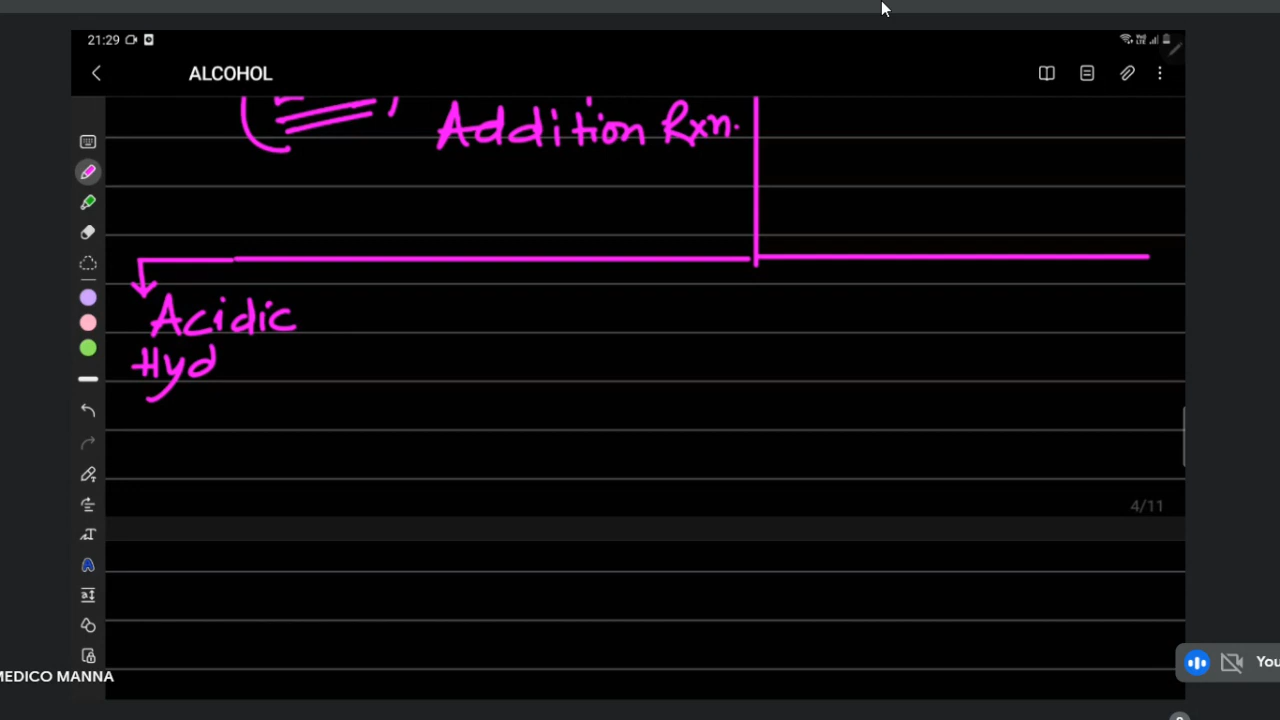 21:29
ALCOHOL
Addition Rxn.
Acidic
Hyd
4/11
MEDICO MANNA
You